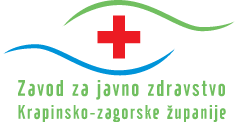 Zavod za javno zdravstvo
Krapinsko-zagorske županije